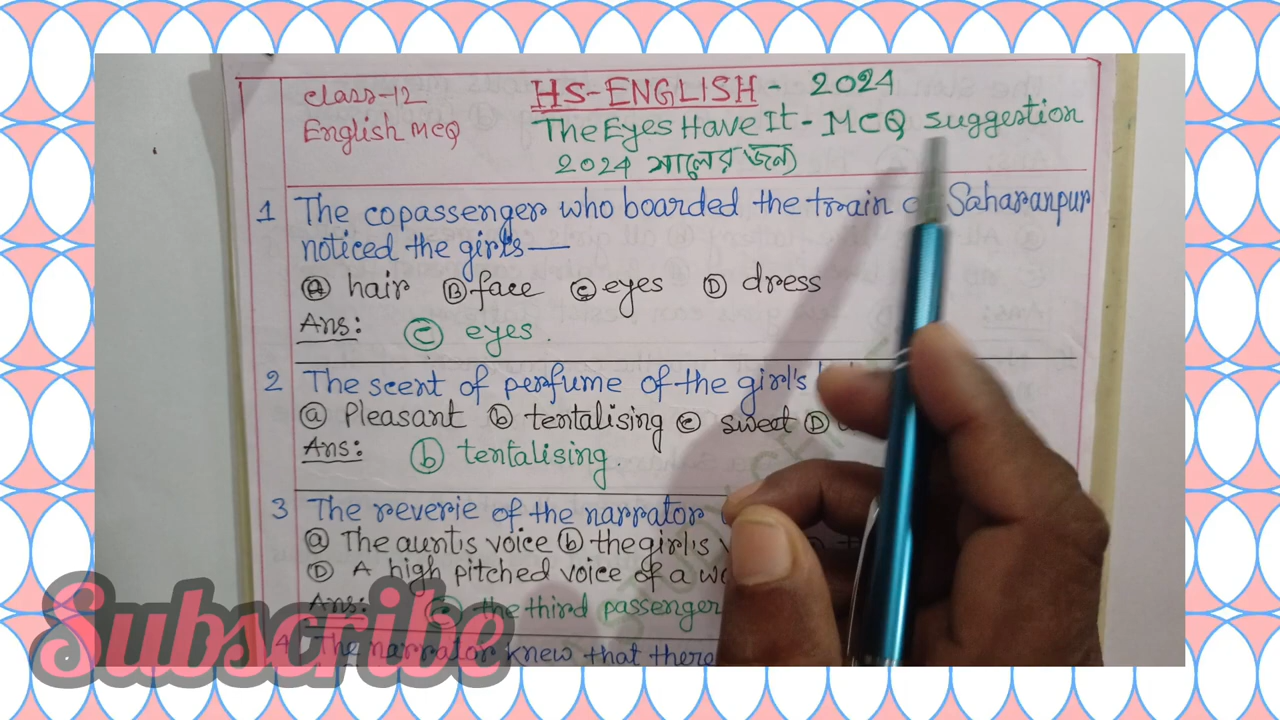 Class-12
HS-ENGLISH - 2024
English MCQ
The Eyes Have It - MCQ suggestion
2024 সালের জন্য
1 The copassenger who boarded the train Saharanpur
noticed the girl's —
Ⓐ hair Ⓑ face Ⓒ eyes Ⓓ dress
Ans: Ⓒ eyes.
2 The scent of perfume of the girl's
ⓐ Pleasant ⓑ tentalising ⓒ sweet Ⓓ
Ans: ⓑ tentalising.
3 The reverie of the narrator
ⓐ The aunt's voice ⓑ the girl's
Ⓓ A high pitched voice of a
Ans: the third passenger
4 The narrator knew that there
Subscribe